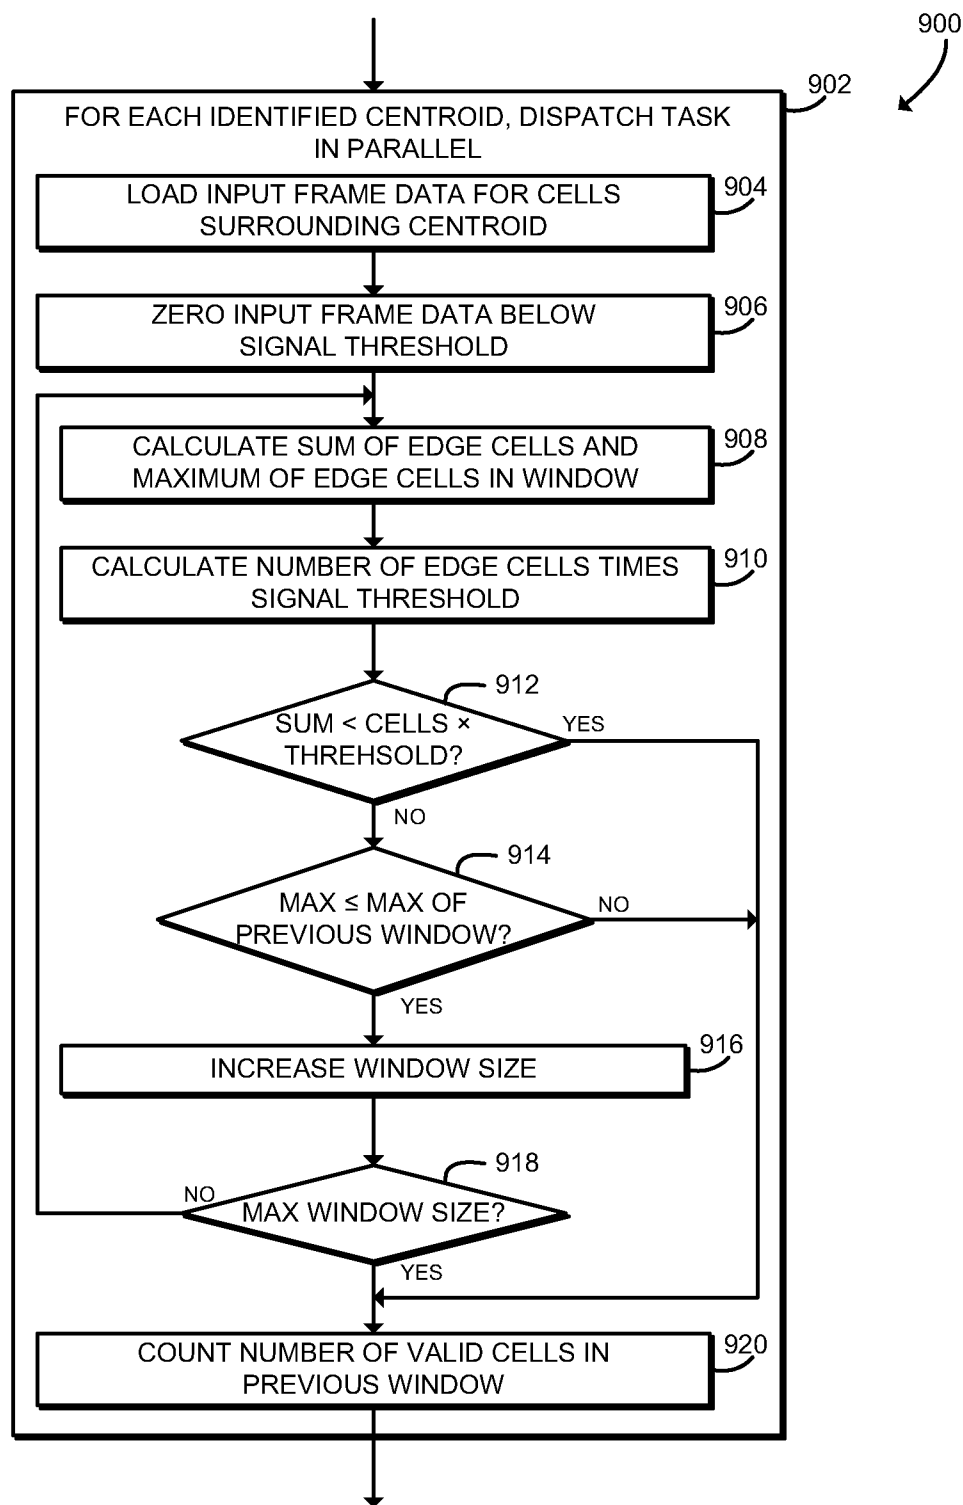 900
902
FOR EACH IDENTIFIED CENTROID, DISPATCH TASK
IN PARALLEL
904
LOAD INPUT FRAME DATA FOR CELLS
SURROUNDING CENTROID
906
ZERO INPUT FRAME DATA BELOW
SIGNAL THRESHOLD
908
CALCULATE SUM OF EDGE CELLS AND
MAXIMUM OF EDGE CELLS IN WINDOW
910
CALCULATE NUMBER OF EDGE CELLS TIMES
SIGNAL THRESHOLD
912
SUM < CELLS ×
THREHSOLD?
YES
NO
914
MAX ≤ MAX OF
PREVIOUS WINDOW?
NO
YES
916
INCREASE WINDOW SIZE
918
NO
MAX WINDOW SIZE?
YES
920
COUNT NUMBER OF VALID CELLS IN
PREVIOUS WINDOW